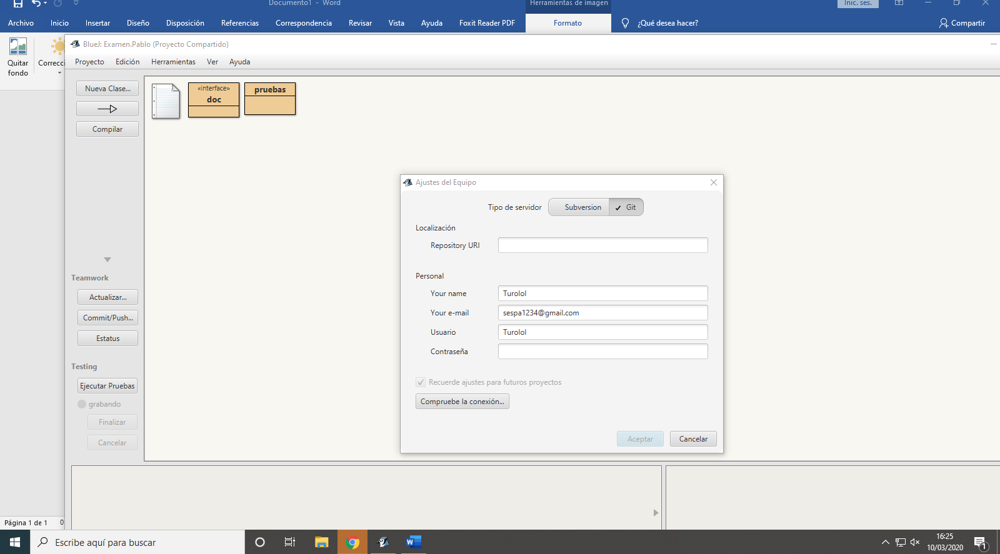 Documento1 - Word
Herramientas de imagen
Inic. ses.
Archivo Inicio Insertar Diseño Disposición Referencias Correspondencia Revisar Vista Ayuda Foxit Reader PDF Formato ¿Qué desea hacer? Compartir
Quitar
fondo
Correcci
BlueJ: Examen.Pablo (Proyecto Compartido)
Proyecto Edición Herramientas Ver Ayuda
Nueva Clase...
Compilar
«interface»
doc
pruebas
Teamwork
Actualizar...
Commit/Push...
Estatus
Testing
Ejecutar Pruebas
grabando
Finalizar
Cancelar
Ajustes del Equipo
Tipo de servidor Subversion Git
Localización
Repository URI
Personal
Your name Turolol
Your e-mail sespa1234@gmail.com
Usuario Turolol
Contraseña
Recuerde ajustes para futuros proyectos
Compruebe la conexión...
Aceptar Cancelar
Página 1 de 1 0
Escribe aquí para buscar
W
16:25
10/03/2020
1